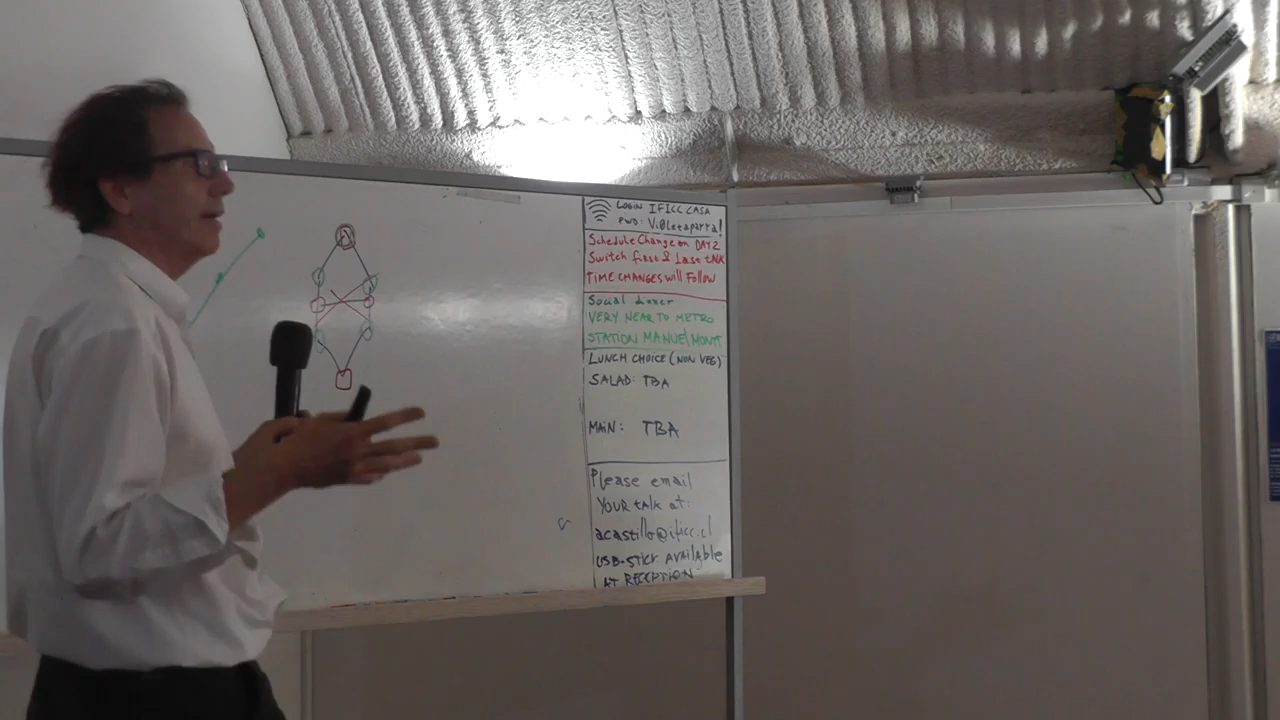 LOGIN IFICC CASA
PWD: V10letaparra!
Schedule Change on DAY 2
Switch first & Last talk
TIME CHANGES will Follow
Social dinner
VERY NEAR TO METRO
STATION MANUEL MONTT
LUNCH CHOICE (NON VEG)
SALAD: TBA
MAIN: TBA
Please email
YOUR talk at:
acastillo@ificc.cl
USB-STICK AVAILABLE
AT RECEPTION